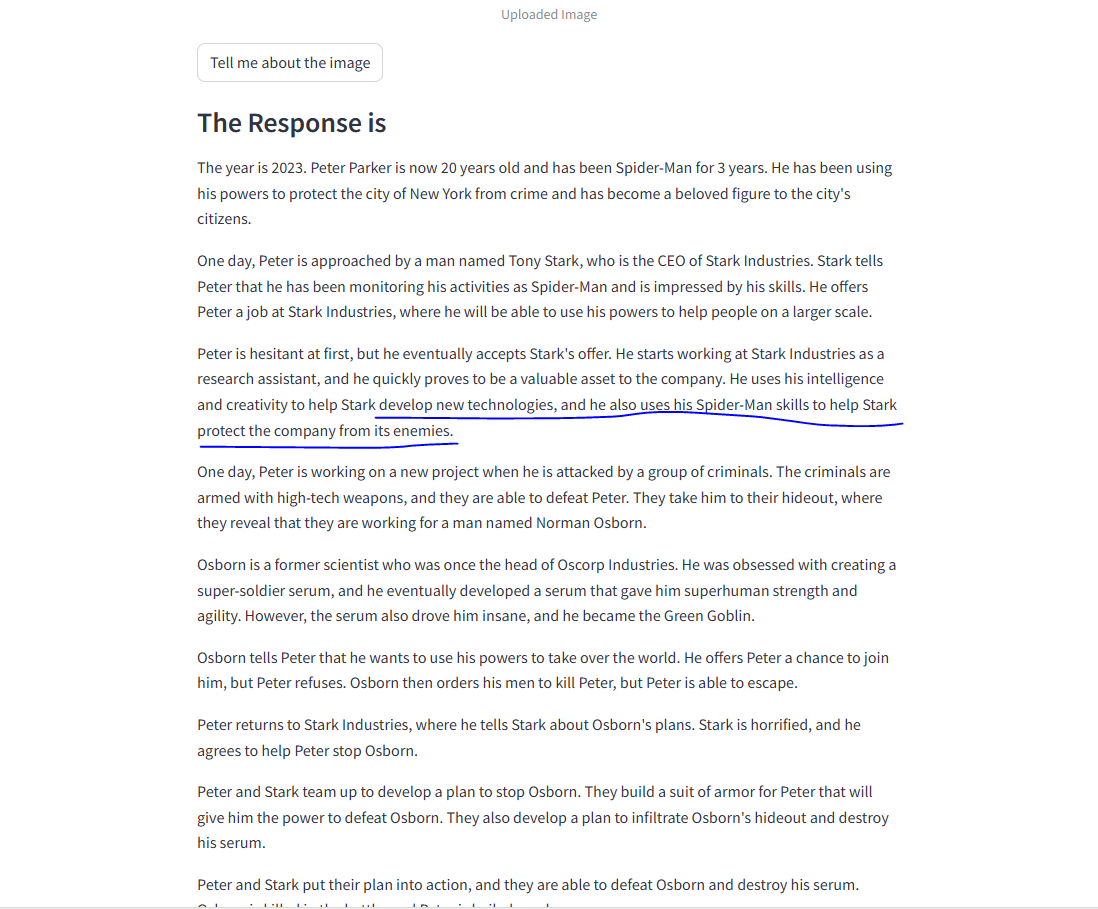 Uploaded Image
Tell me about the image
The Response is
The year is 2023. Peter Parker is now 20 years old and has been Spider-Man for 3 years. He has been using
his powers to protect the city of New York from crime and has become a beloved figure to the city's
citizens.
One day, Peter is approached by a man named Tony Stark, who is the CEO of Stark Industries. Stark tells
Peter that he has been monitoring his activities as Spider-Man and is impressed by his skills. He offers
Peter a job at Stark Industries, where he will be able to use his powers to help people on a larger scale.
Peter is hesitant at first, but he eventually accepts Stark's offer. He starts working at Stark Industries as a
research assistant, and he quickly proves to be a valuable asset to the company. He uses his intelligence
and creativity to help Stark develop new technologies, and he also uses his Spider-Man skills to help Stark
protect the company from its enemies.
One day, Peter is working on a new project when he is attacked by a group of criminals. The criminals are
armed with high-tech weapons, and they are able to defeat Peter. They take him to their hideout, where
they reveal that they are working for a man named Norman Osborn.
Osborn is a former scientist who was once the head of Oscorp Industries. He was obsessed with creating a
super-soldier serum, and he eventually developed a serum that gave him superhuman strength and
agility. However, the serum also drove him insane, and he became the Green Goblin.
Osborn tells Peter that he wants to use his powers to take over the world. He offers Peter a chance to join
him, but Peter refuses. Osborn then orders his men to kill Peter, but Peter is able to escape.
Peter returns to Stark Industries, where he tells Stark about Osborn's plans. Stark is horrified, and he
agrees to help Peter stop Osborn.
Peter and Stark team up to develop a plan to stop Osborn. They build a suit of armor for Peter that will
give him the power to defeat Osborn. They also develop a plan to infiltrate Osborn's hideout and destroy
his serum.
Peter and Stark put their plan into action, and they are able to defeat Osborn and destroy his serum.